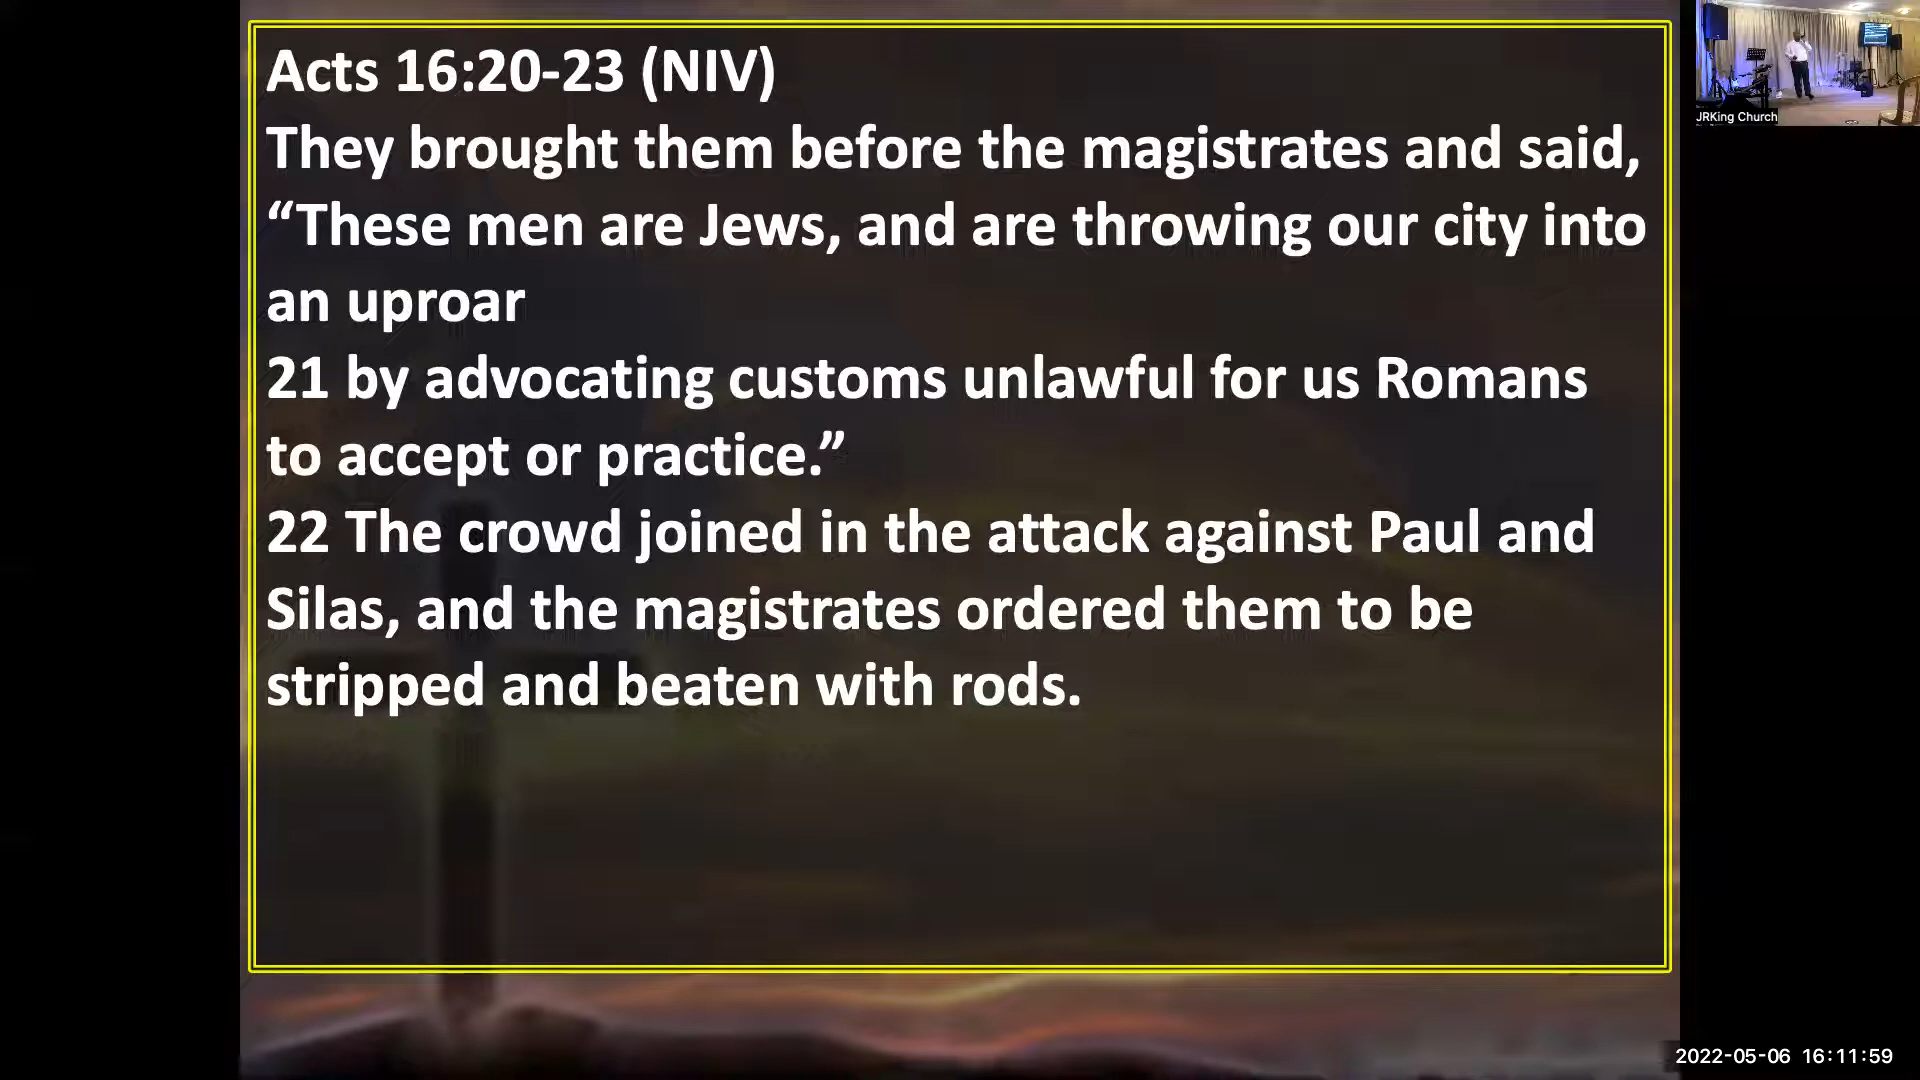 Acts 16:20-23 (NIV)
They brought them before the magistrates and said,
“These men are Jews, and are throwing our city into
an uproar
21 by advocating customs unlawful for us Romans
to accept or practice.”
22 The crowd joined in the attack against Paul and
Silas, and the magistrates ordered them to be
stripped and beaten with rods.
JRKing Church
2022-05-06 16:11:59